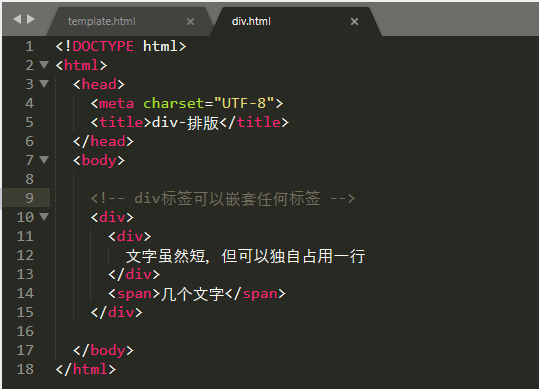 template.html × div.html ×
1 <!DOCTYPE html>
2 <html>
3 <head>
4 <meta charset="UTF-8">
5 <title>div-排版</title>
6 </head>
7 <body>
8
9 <!-- div标签可以嵌套任何标签 -->
10 <div>
11 <div>
12 文字虽然短，但可以独自占用一行
13 </div>
14 <span>几个文字</span>
15 </div>
16
17 </body>
18 </html>